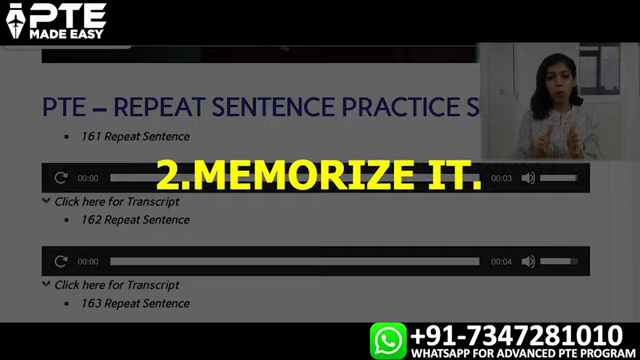 PTE
MADE EASY
PTE – REPEAT SENTENCE PRACTICE S
161 Repeat Sentence
2.MEMORIZE IT.
00:00
00:03
Click here for Transcript
162 Repeat Sentence
00:00
00:04
Click here for Transcript
163 Repeat Sentence
+91-7347281010
WHATSAPP FOR ADVANCED PTE PROGRAM